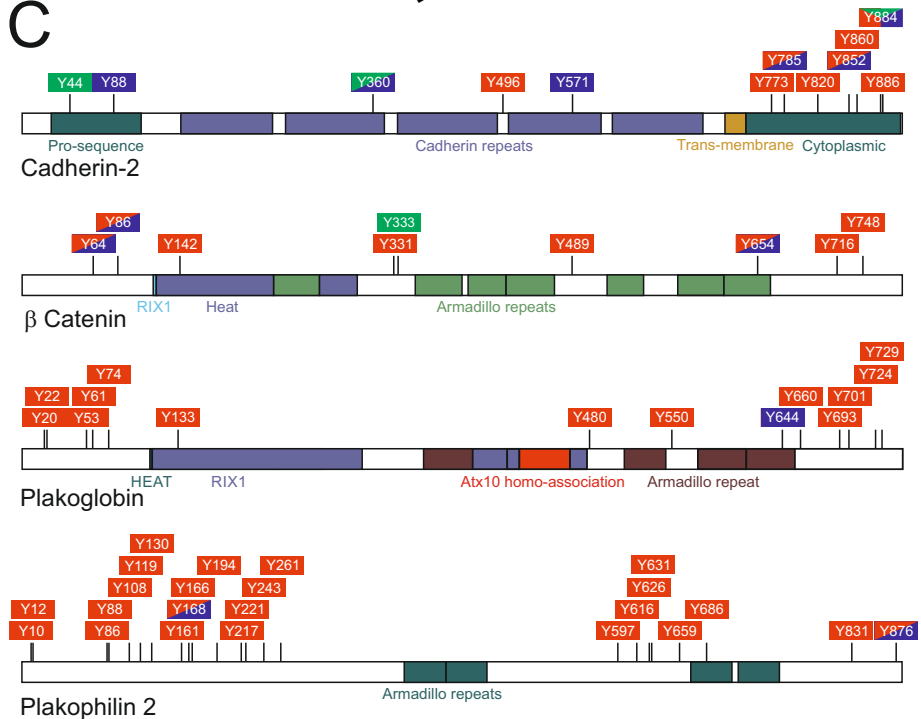 C
Y884
Y860
Y785 Y852
Y44 Y88 Y360 Y496 Y571 Y773 Y820 Y886
Pro-sequence Cadherin repeats Trans-membrane Cytoplasmic
Cadherin-2
Y86 Y333 Y748
Y64 Y142 Y331 Y489 Y654 Y716
RIX1 Heat Armadillo repeats
β Catenin
Y729
Y74 Y724
Y22 Y61 Y660 Y701
Y20 Y53 Y133 Y480 Y550 Y644 Y693
HEAT RIX1 Atx10 homo-association Armadillo repeat
Plakoglobin
Y130
Y119 Y194 Y261 Y631
Y108 Y166 Y243 Y626
Y12 Y88 Y168 Y221 Y616 Y686
Y10 Y86 Y161 Y217 Y597 Y659 Y831 Y876
Armadillo repeats
Plakophilin 2